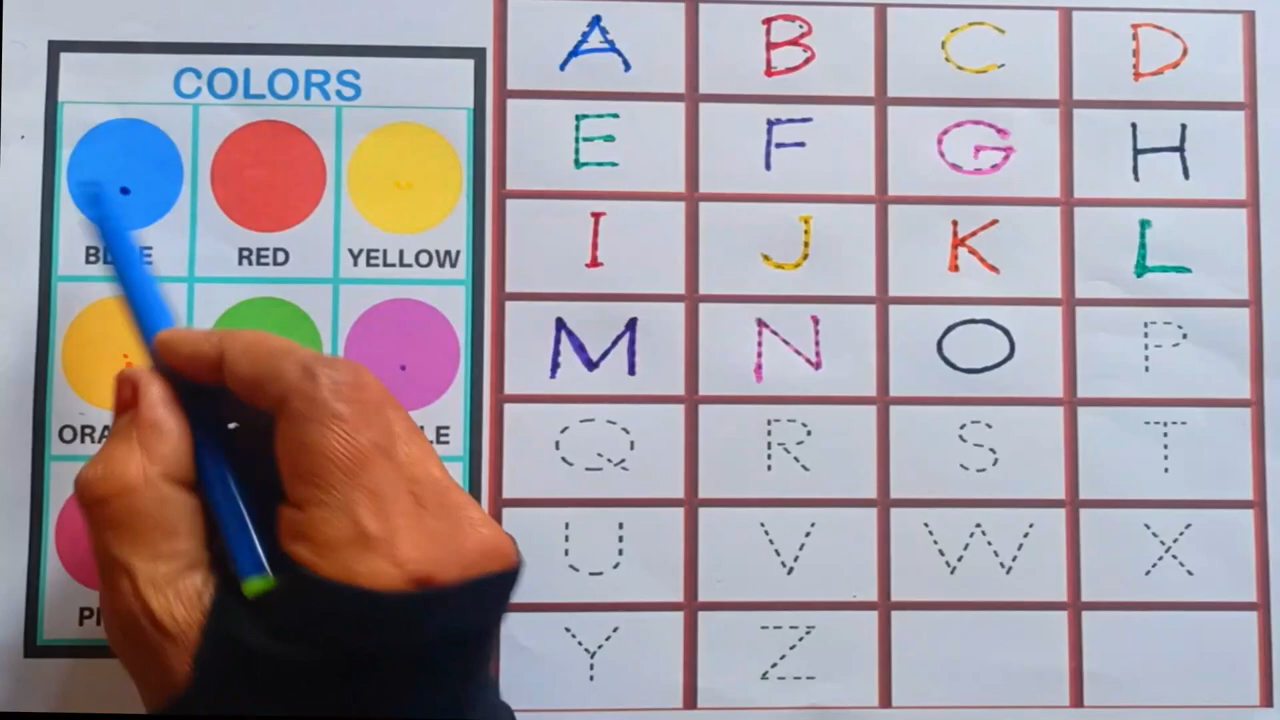 COLORS
RED YELLOW
A B C D
E F G H
I J K L
M N O P
Q R S T
U V W X
Y Z